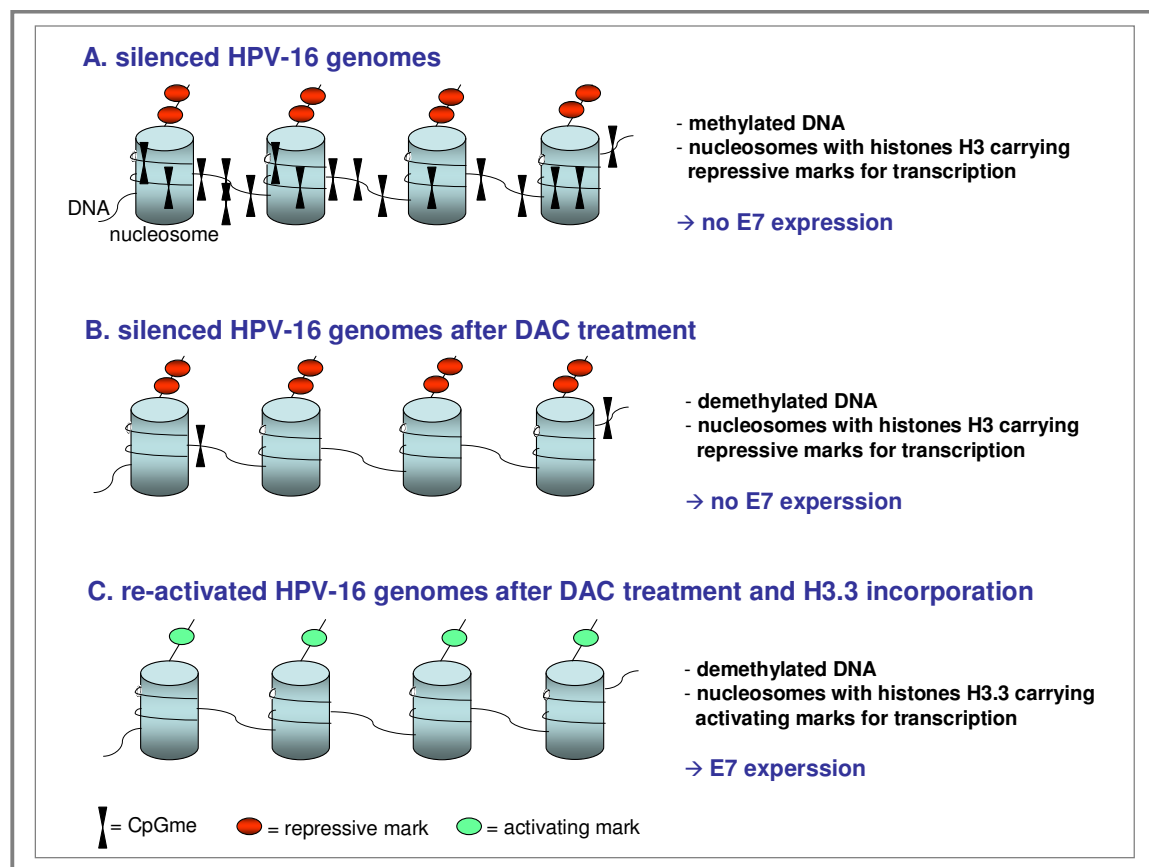 A. silenced HPV-16 genomes
- methylated DNA
- nucleosomes with histones H3 carrying
repressive marks for transcription
DNA
nucleosome
→ no E7 expression
B. silenced HPV-16 genomes after DAC treatment
- demethylated DNA
- nucleosomes with histones H3 carrying
repressive marks for transcription
→ no E7 experssion
C. re-activated HPV-16 genomes after DAC treatment and H3.3 incorporation
- demethylated DNA
- nucleosomes with histones H3.3 carrying
activating marks for transcription
→ E7 experssion
= CpGme = repressive mark = activating mark